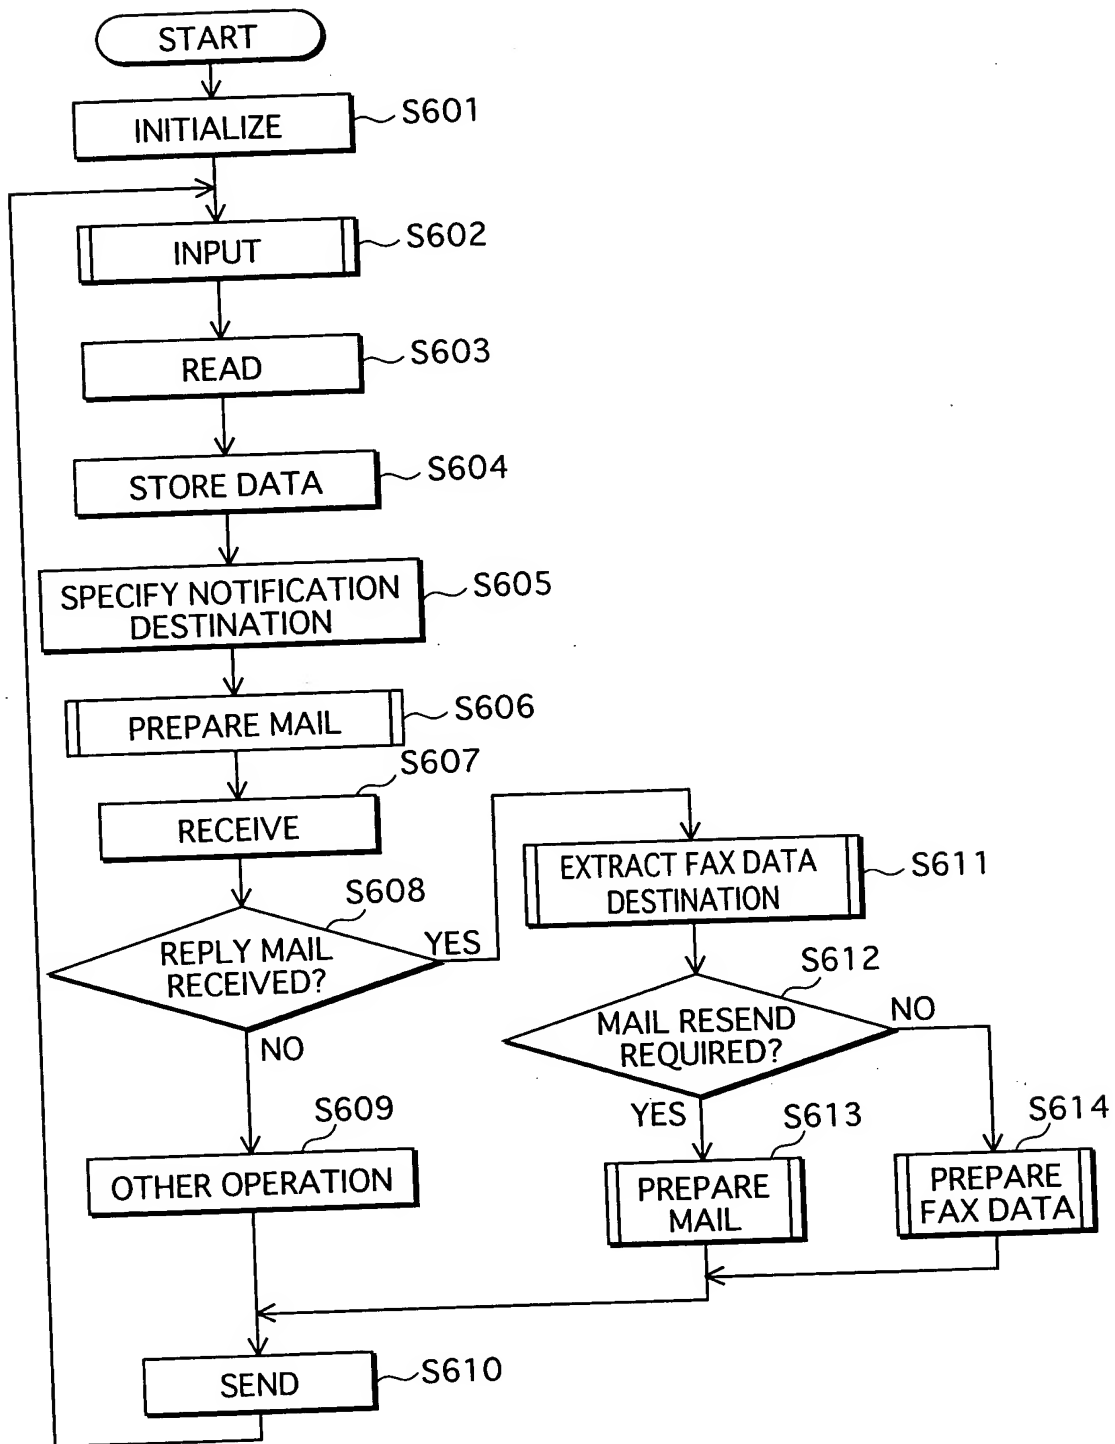 START
INITIALIZE
S601
INPUT
S602
READ
S603
STORE DATA
S604
SPECIFY NOTIFICATION
DESTINATION
S605
PREPARE MAIL
S606
RECEIVE
S607
REPLY MAIL
RECEIVED?
S608
YES
NO
OTHER OPERATION
S609
EXTRACT FAX DATA
DESTINATION
S611
MAIL RESEND
REQUIRED?
S612
NO
YES
PREPARE
MAIL
S613
PREPARE
FAX DATA
S614
SEND
S610